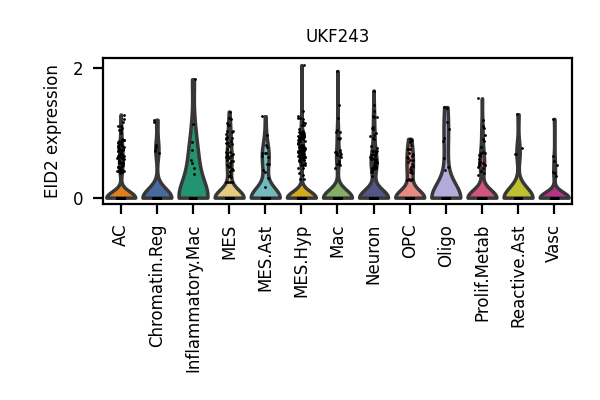 UKF243
EID2 expression
2
0
AC
Chromatin.Reg
Inflammatory.Mac
MES
MES.Ast
MES.Hyp
Mac
Neuron
OPC
Oligo
Prolif.Metab
Reactive.Ast
Vasc